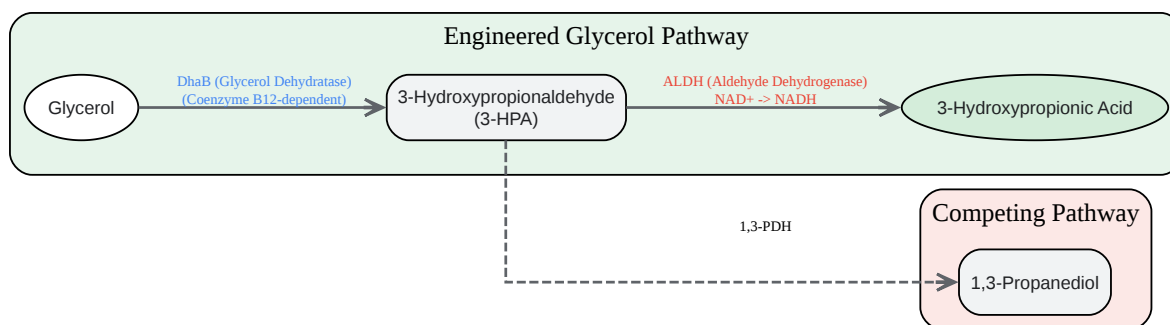 Engineered Glycerol Pathway
Glycerol
DhaB (Glycerol Dehydratase)
(Coenzyme B12-dependent)
3-Hydroxypropionaldehyde
(3-HPA)
ALDH (Aldehyde Dehydrogenase)
NAD+ -> NADH
3-Hydroxypropionic Acid
1,3-PDH
Competing Pathway
1,3-Propanediol